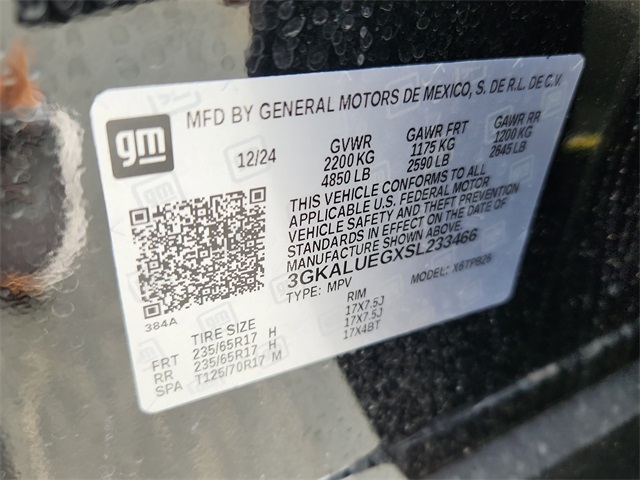 MFD BY GENERAL MOTORS DE MEXICO, S. DE R.L. DE C.V.
gm
12/24 GVWR GAWR FRT GAWR RR
2200 KG 1175 KG 1200 KG
4850 LB 2590 LB 2645 LB
THIS VEHICLE CONFORMS TO ALL
APPLICABLE U.S. FEDERAL MOTOR
VEHICLE SAFETY AND THEFT PREVENTION
STANDARDS IN EFFECT ON THE DATE OF
MANUFACTURE SHOWN ABOVE.
3GKALUEGXSL233466
TYPE: MPV MODEL: X6TPB26
384A
TIRE SIZE RIM
FRT 235/65R17 H 17X7.5J
RR 235/65R17 H 17X7.5J
SPA T125/70R17 M 17X4BT